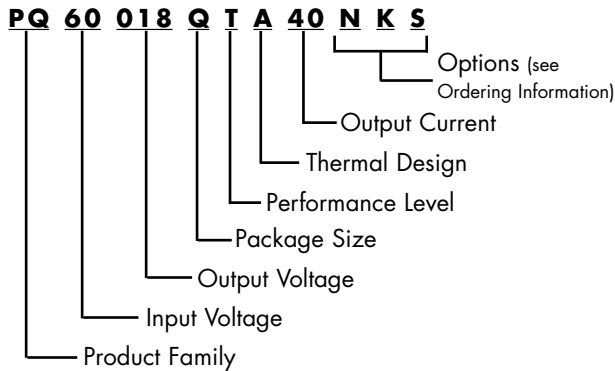 PQ 60 018 Q T A 40 N K S
Options (see
Ordering Information)
Output Current
Thermal Design
Performance Level
Package Size
Output Voltage
Input Voltage
Product Family